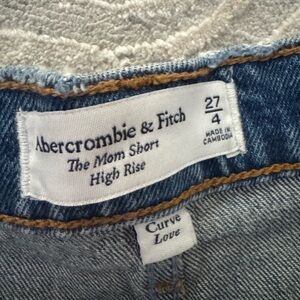 Abercrombie & Fitch
The Mom Short
High Rise
27
4
MADE IN
CAMBODIA
Curve
Love